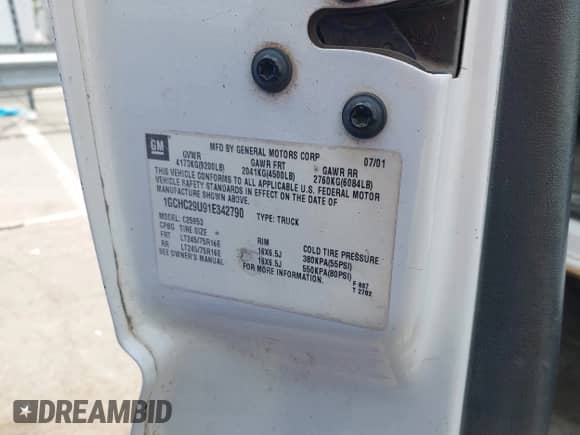 GM
MFD BY GENERAL MOTORS CORP 07/01
GVWR GAWR FRT GAWR RR
4173KG(9200LB) 2041KG(4500LB) 2760KG(6084LB)
THIS VEHICLE CONFORMS TO ALL APPLICABLE U.S. FEDERAL MOTOR
VEHICLE SAFETY STANDARDS IN EFFECT ON THE DATE OF
MANUFACTURE SHOWN ABOVE.
1GCHC29U91E342790 TYPE: TRUCK
MODEL: C25953
CPBG TIRE SIZE RIM COLD TIRE PRESSURE
FRT LT245/75R16E 16X6.5J 380KPA(55PSI)
RR LT245/75R16E 16X6.5J 550KPA(80PSI)
SEE OWNER'S MANUAL FOR MORE INFORMATION.
F 887
T 2702
DREAMBID